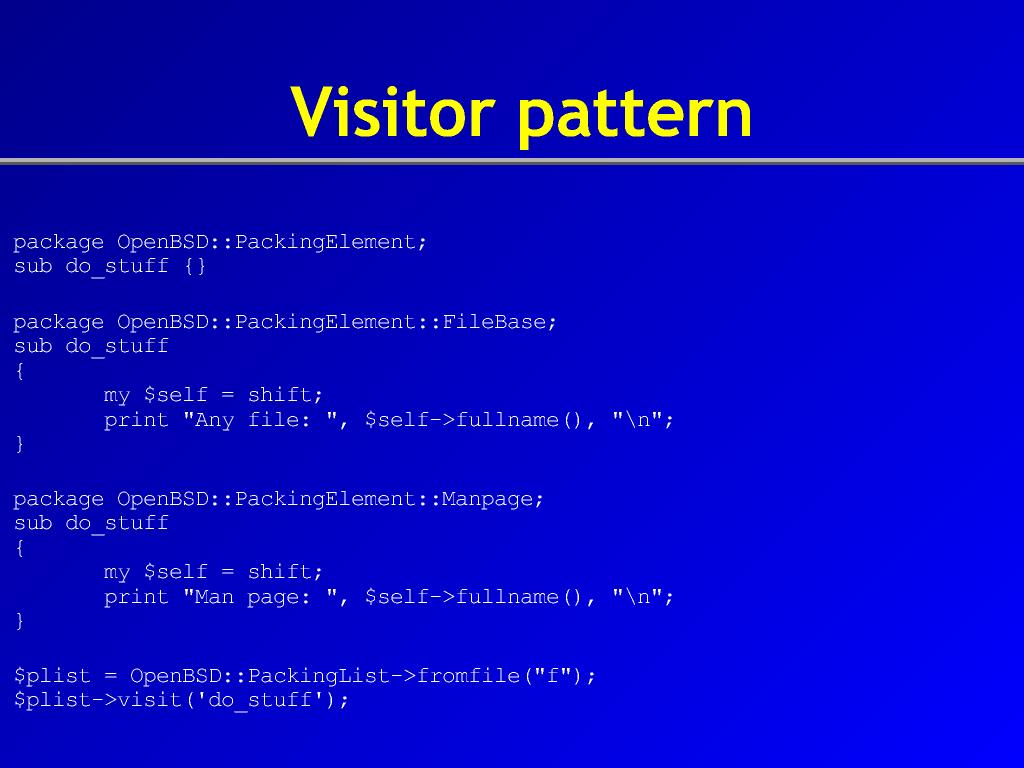 Visitor pattern
package OpenBSD::PackingElement;
sub do_stuff {}
package OpenBSD::PackingElement::FileBase;
sub do_stuff
{
my $self = shift;
print "Any file: ", $self->fullname(), "\n";
}
package OpenBSD::PackingElement::Manpage;
sub do_stuff
{
my $self = shift;
print "Man page: ", $self->fullname(), "\n";
}
$plist = OpenBSD::PackingList->fromfile("f");
$plist->visit('do_stuff');